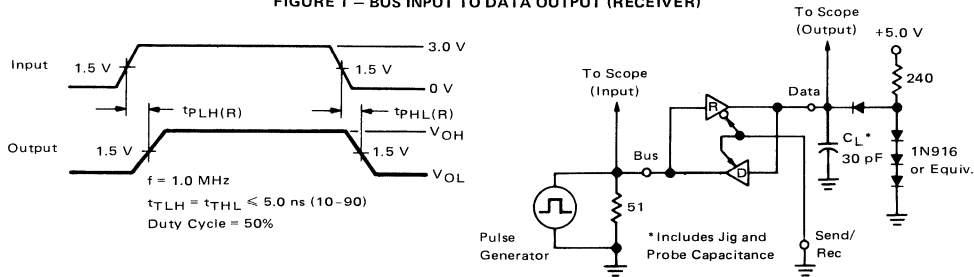 FIGURE 1 – BUS INPUT TO DATA OUTPUT (RECEIVER)
Input
1.5 V
3.0 V
1.5 V
0 V
tPLH(R)
tPHL(R)
Output
1.5 V
VOH
1.5 V
VOL
f = 1.0 MHz
tTLH = tTHL ≤ 5.0 ns (10-90)
Duty Cycle = 50%
To Scope
(Input)
To Scope
(Output)
+5.0 V
240
Data
R
D
Bus
CL*
30 pF
1N916
or Equiv.
51
Pulse
Generator
*Includes Jig and
Probe Capacitance
Send/
Rec